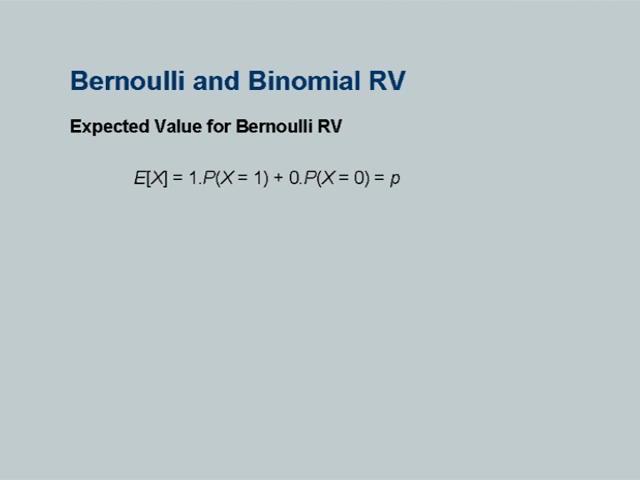 Bernoulli and Binomial RV
Expected Value for Bernoulli RV
E[X] = 1.P(X = 1) + 0.P(X = 0) = p